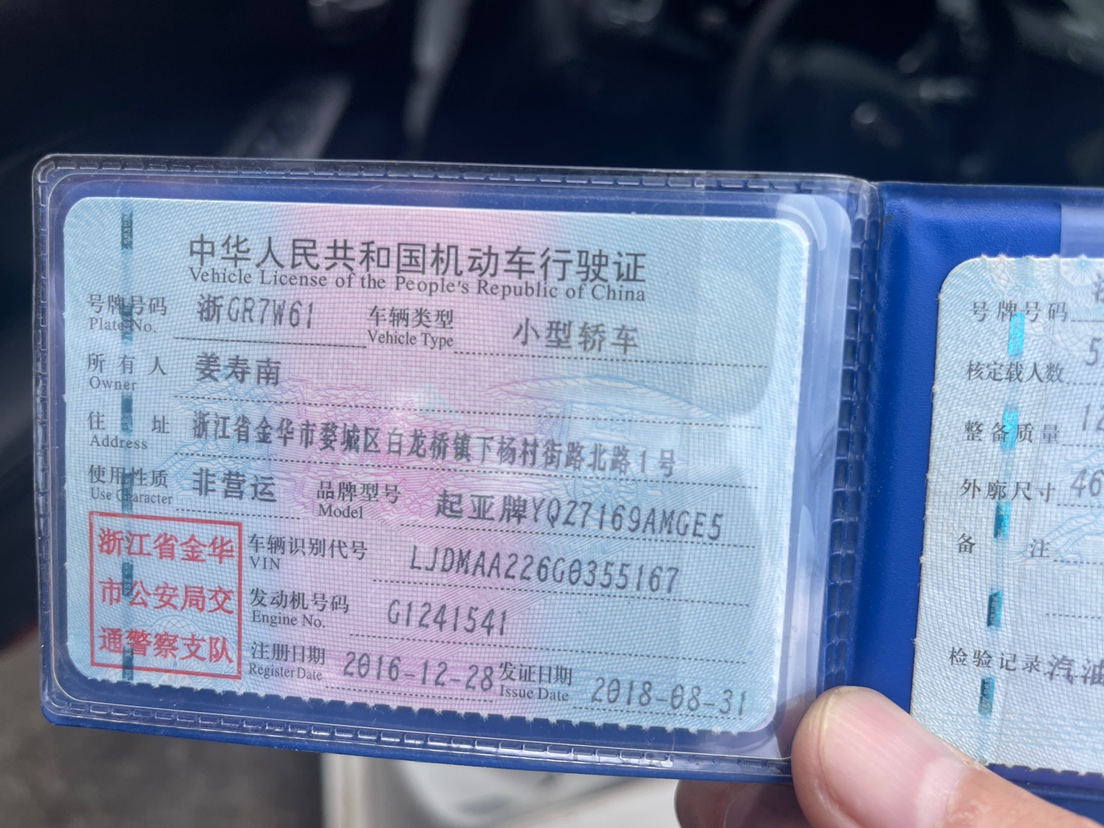 中华人民共和国机动车行驶证
Vehicle License of the People's Republic of China
号牌号码 浙GR7W61 车辆类型 小型轿车
Plate No. Vehicle Type
所有人 姜寿南
Owner
住址 浙江省金华市婺城区白龙桥镇下杨村街路北路1号
Address
使用性质 非营运 品牌型号 起亚牌YQZ7169AMGE5
Use Character Model
浙江省金华
市公安局交
通警察支队
车辆识别代号 LJDMAA226G0355167
VIN
发动机号码 G1241541
Engine No.
注册日期 2016-12-28 发证日期 2018-08-31
Register Date Issue Date
号牌号码
核定载人数 5
整备质量 12
外廓尺寸 46
备注
检验记录 汽油